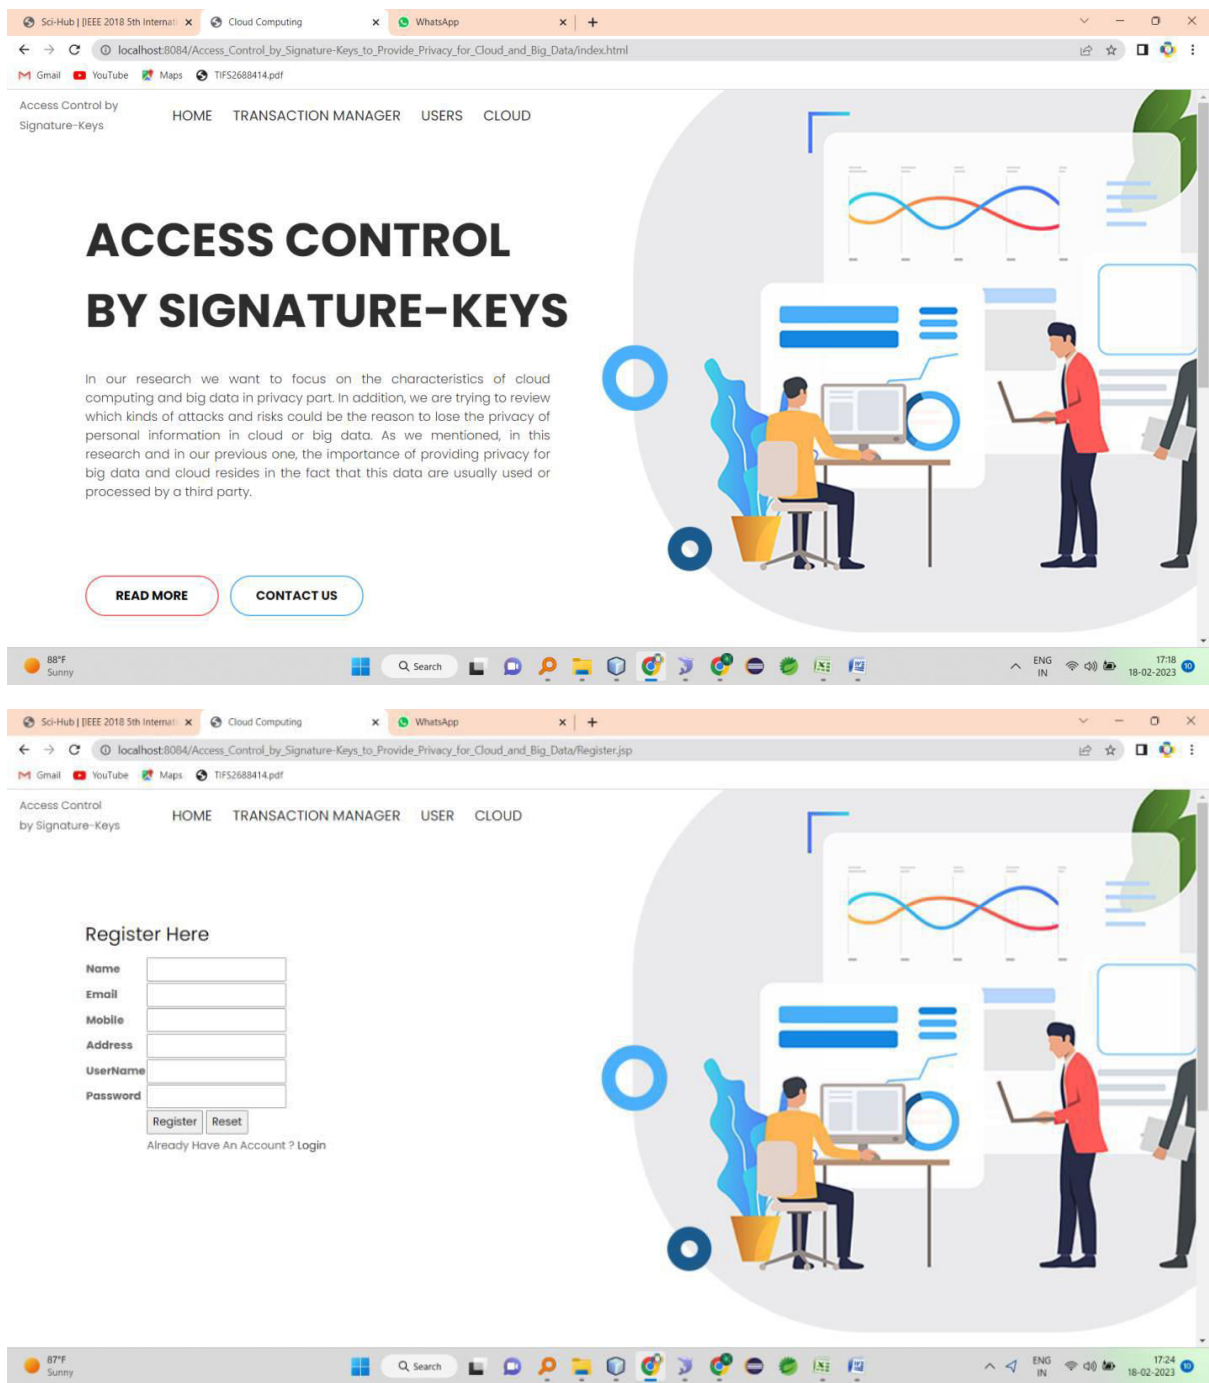 Sci-Hub | [IEEE 2018 5th Internati
Cloud Computing
WhatsApp
localhost:8084/Access_Control_by_Signature-Keys_to_Provide_Privacy_for_Cloud_and_Big_Data/index.html
Gmail YouTube Maps TIFS2688414.pdf
Access Control by
Signature-Keys
HOME TRANSACTION MANAGER USERS CLOUD
ACCESS CONTROL
BY SIGNATURE-KEYS
In our research we want to focus on the characteristics of cloud
computing and big data in privacy part. In addition, we are trying to review
which kinds of attacks and risks could be the reason to lose the privacy of
personal information in cloud or big data. As we mentioned, in this
research and in our previous one, the importance of providing privacy for
big data and cloud resides in the fact that this data are usually used or
processed by a third party.
READ MORE CONTACT US
88°F
Sunny
Search
ENG
IN
17:18
18-02-2023
10
Sci-Hub | [IEEE 2018 5th Internati
Cloud Computing
WhatsApp
localhost:8084/Access_Control_by_Signature-Keys_to_Provide_Privacy_for_Cloud_and_Big_Data/Register.jsp
Gmail YouTube Maps TIFS2688414.pdf
Access Control
by Signature-Keys
HOME TRANSACTION MANAGER USER CLOUD
Register Here
Name
Email
Mobile
Address
UserName
Password
Register Reset
Already Have An Account ? Login
87°F
Sunny
Search
ENG
IN
17:24
18-02-2023